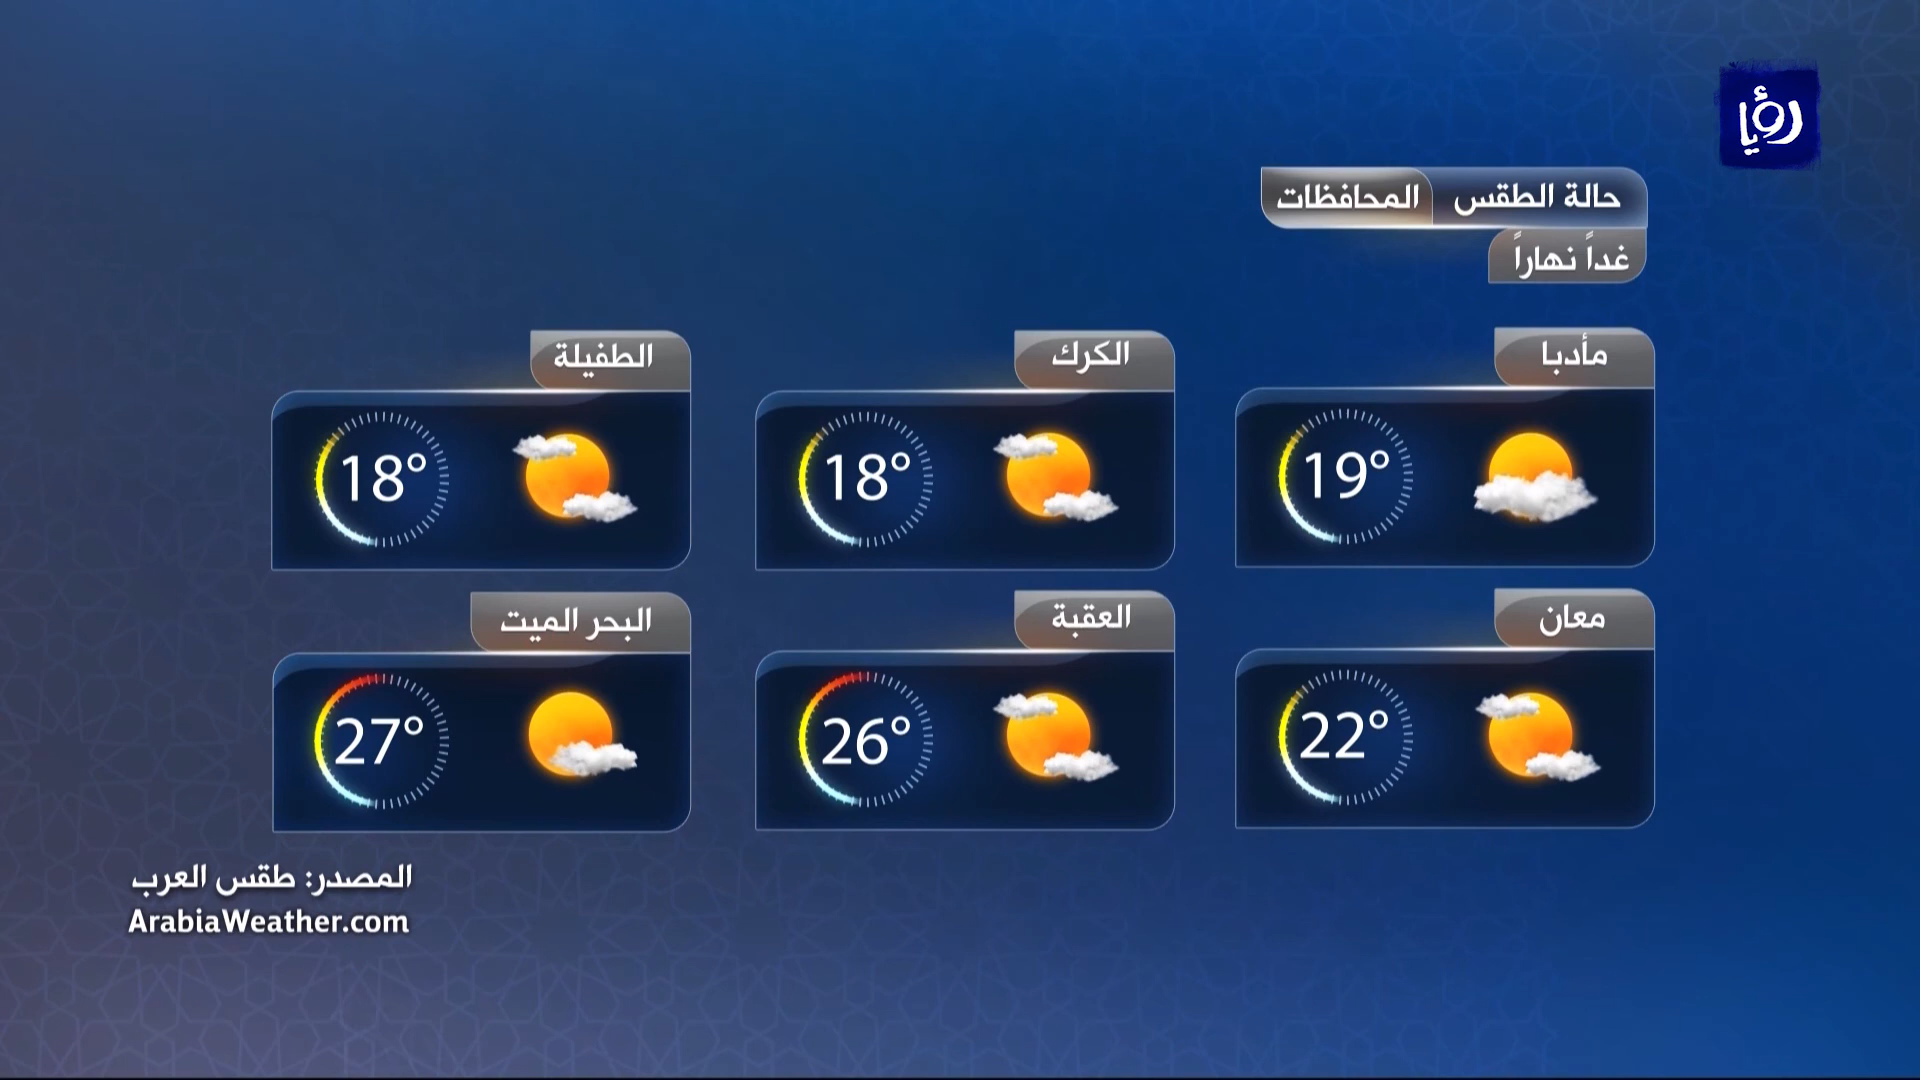 رؤيا
حالة الطقس المحافظات
غداً نهاراً
مأدبا
19°
الكرك
18°
الطفيلة
18°
معان
22°
العقبة
26°
البحر الميت
27°
المصدر: طقس العرب
ArabiaWeather.com